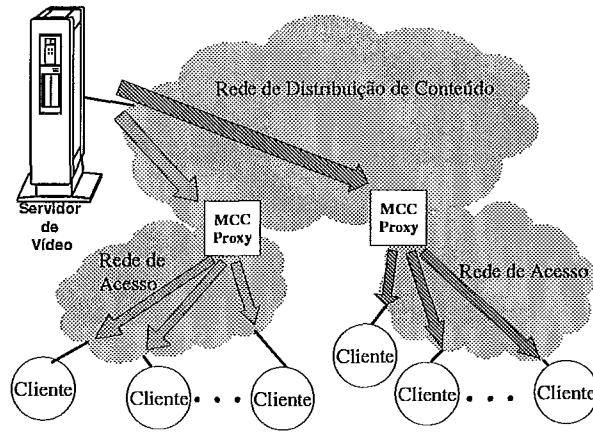 Rede de Distribuição de Conteúdo
Servidor
de
Vídeo
MCC
Proxy
MCC
Proxy
Rede de
Acesso
Rede de Acesso
Cliente
Cliente
Cliente
Cliente
Cliente
Cliente